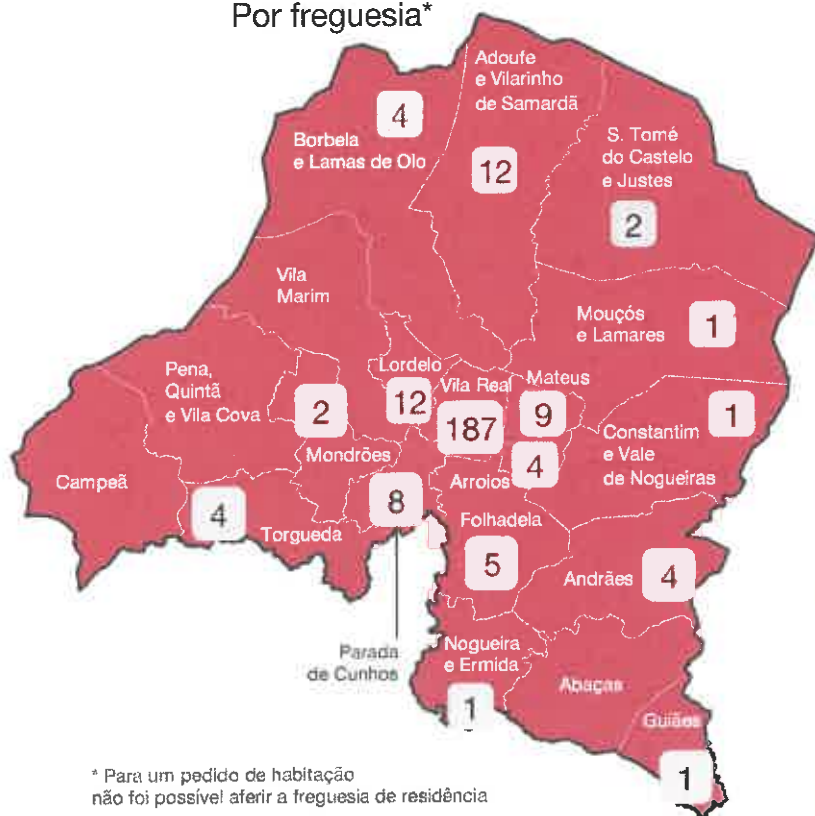 Por freguesia*
Adoufe
e Vilarinho
de Samardã
12
4
Borbela
e Lamas de Olo
S. Tomé
do Castelo
e Justes
2
Vila
Marim
Mouçós
e Lamares
1
Pena,
Quintã
e Vila Cova
2
Lordelo
12
Vila Real
187
Mateus
9
1
Constantim
e Vale
de Nogueiras
Mondrões
4
Arroios
Campeã
4
Torgueda
8
Folhadela
5
Andrães
4
Parada
de Cunhos
Nogueira
e Ermida
1
Abaças
Guiães
1
* Para um pedido de habitação
não foi possível aferir a freguesia de residência